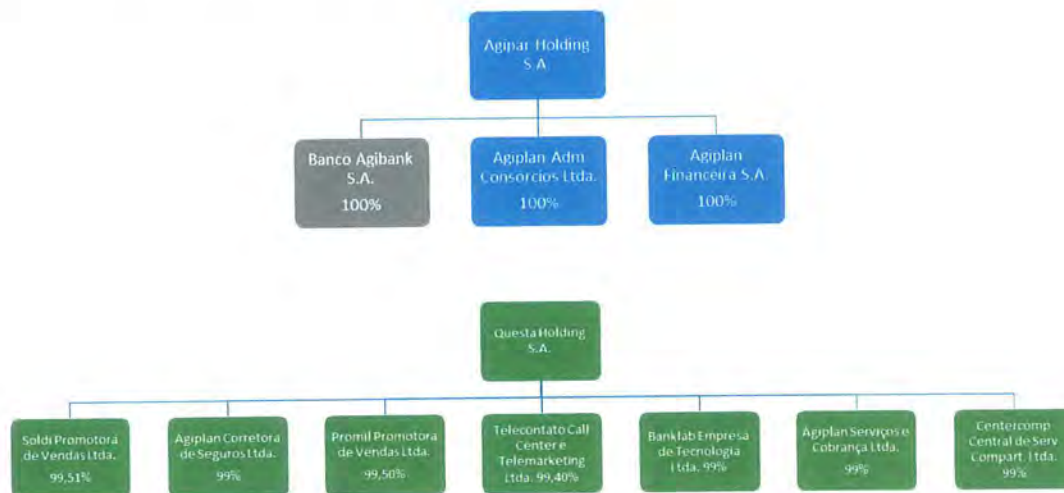 Agipar Holding
S.A
Banco Agibank
S.A.
100%
Agiplan Adm
Consorcios Ltda.
100%
Agiplan
Financeira S.A.
100%
Questa Holding
S.A.
Soldi Promotora
de Vendas Ltda.
99,51%
Agiplan Corretora
de Seguros Ltda.
99%
Promil Promotora
de Vendas Ltda.
99,50%
Telecontato Call
Center e
Telemarketing
Ltda. 99,40%
Banklab Empresa
de Tecnologia
Ltda. 99%
Agiplan Serviços e
Cobrança Ltda.
99%
Centercomp
Central de Serv
Compart. Ltda.
99%